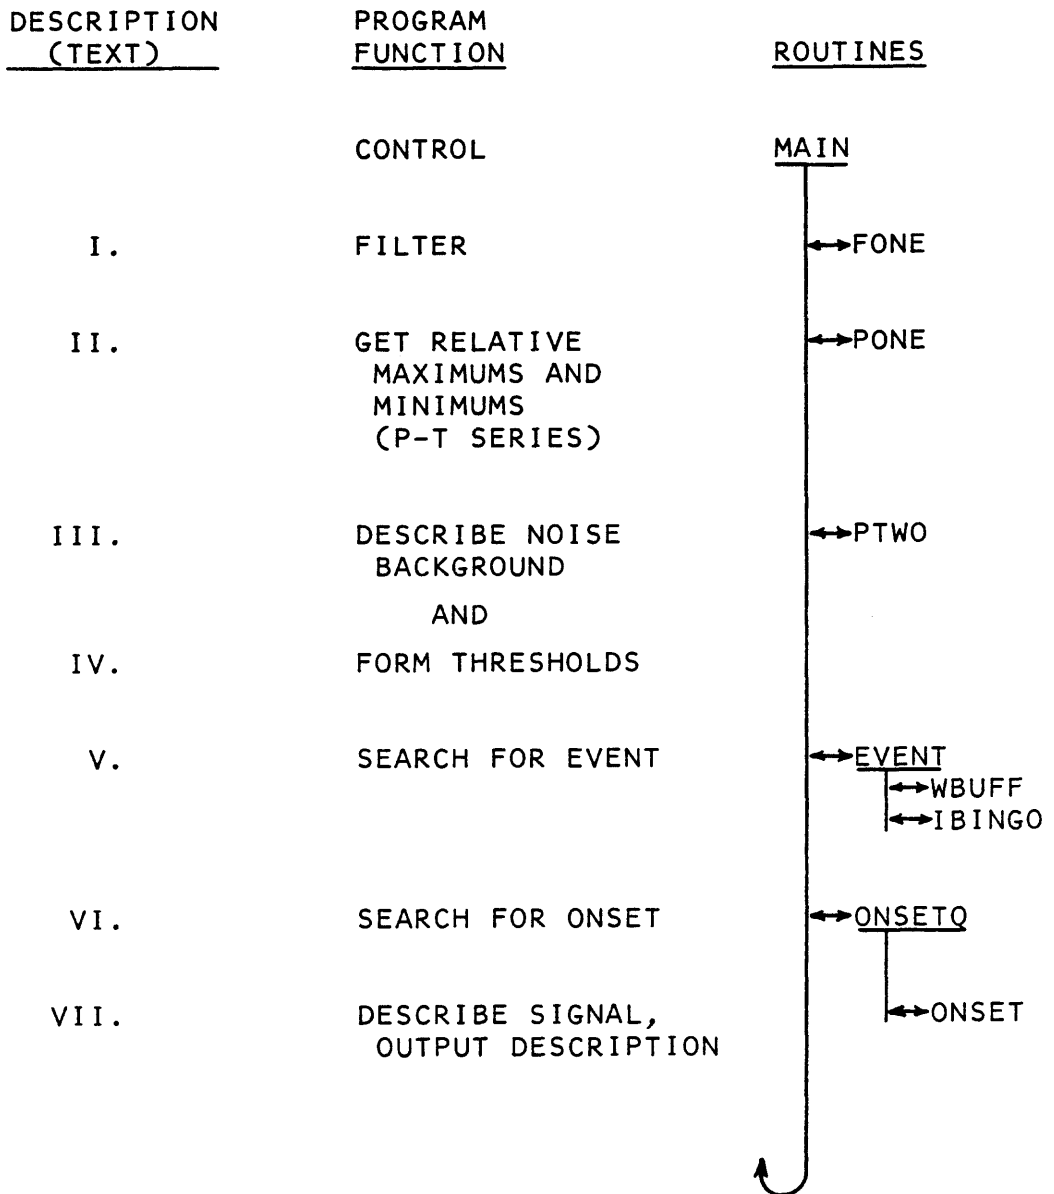 DESCRIPTION PROGRAM
(TEXT) FUNCTION ROUTINES
CONTROL MAIN
I. FILTER FONE
II. GET RELATIVE PONE
MAXIMUMS AND
MINIMUMS
(P-T SERIES)
III. DESCRIBE NOISE PTWO
BACKGROUND
AND
IV. FORM THRESHOLDS
V. SEARCH FOR EVENT EVENT
WBUFF
IBINGO
VI. SEARCH FOR ONSET ONSETQ
VII. DESCRIBE SIGNAL, ONSET
OUTPUT DESCRIPTION